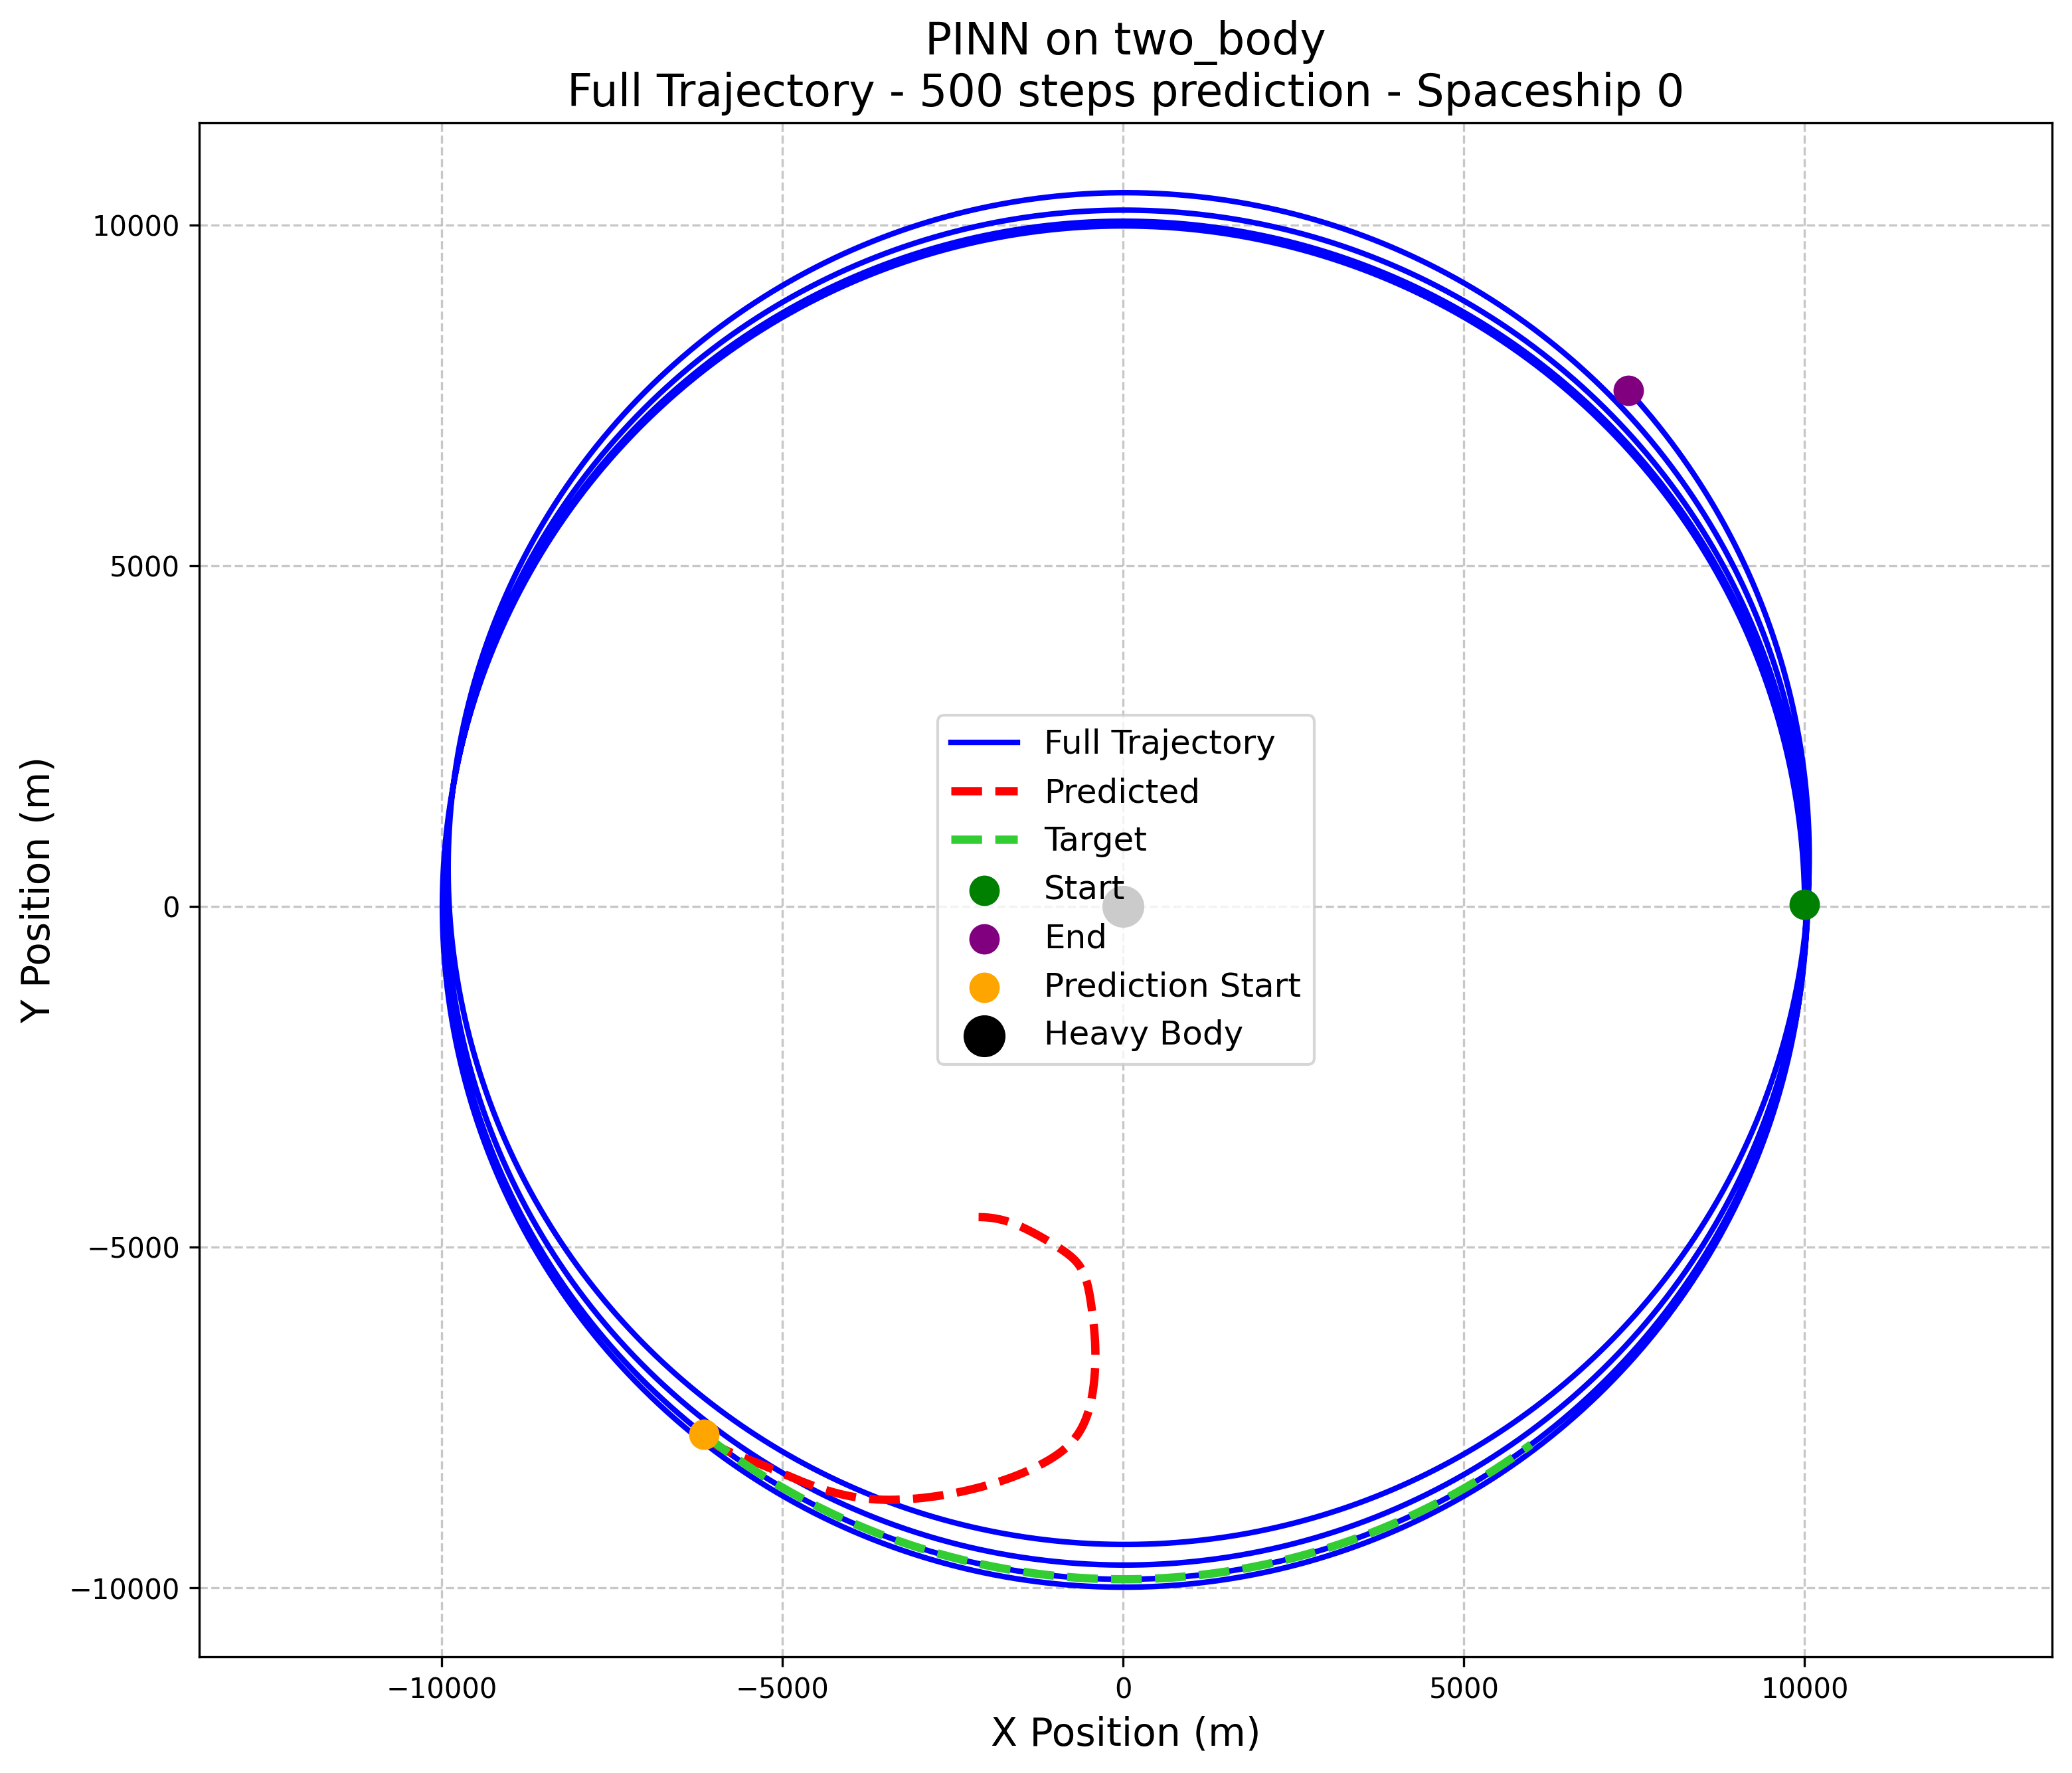 PINN on two_body
Full Trajectory - 500 steps prediction - Spaceship 0
10000
5000
0
−5000
−10000
Y Position (m)
Full Trajectory
Predicted
Target
Start
End
Prediction Start
Heavy Body
−10000
−5000
0
5000
10000
X Position (m)